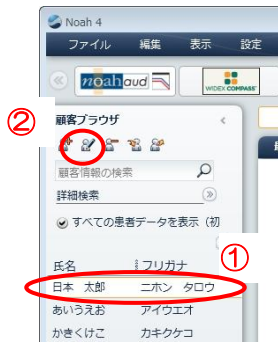 Noah 4
ファイル 編集 表示 設定
noah aud WIDEX COMPASS
②
顧客ブラウザ
顧客情報の検索
詳細検索
すべての患者データを表示（初
①
氏名 フリガナ
日本 太郎 ニホン タロウ
あいうえお アイウエオ
かきくけこ カキクケコ